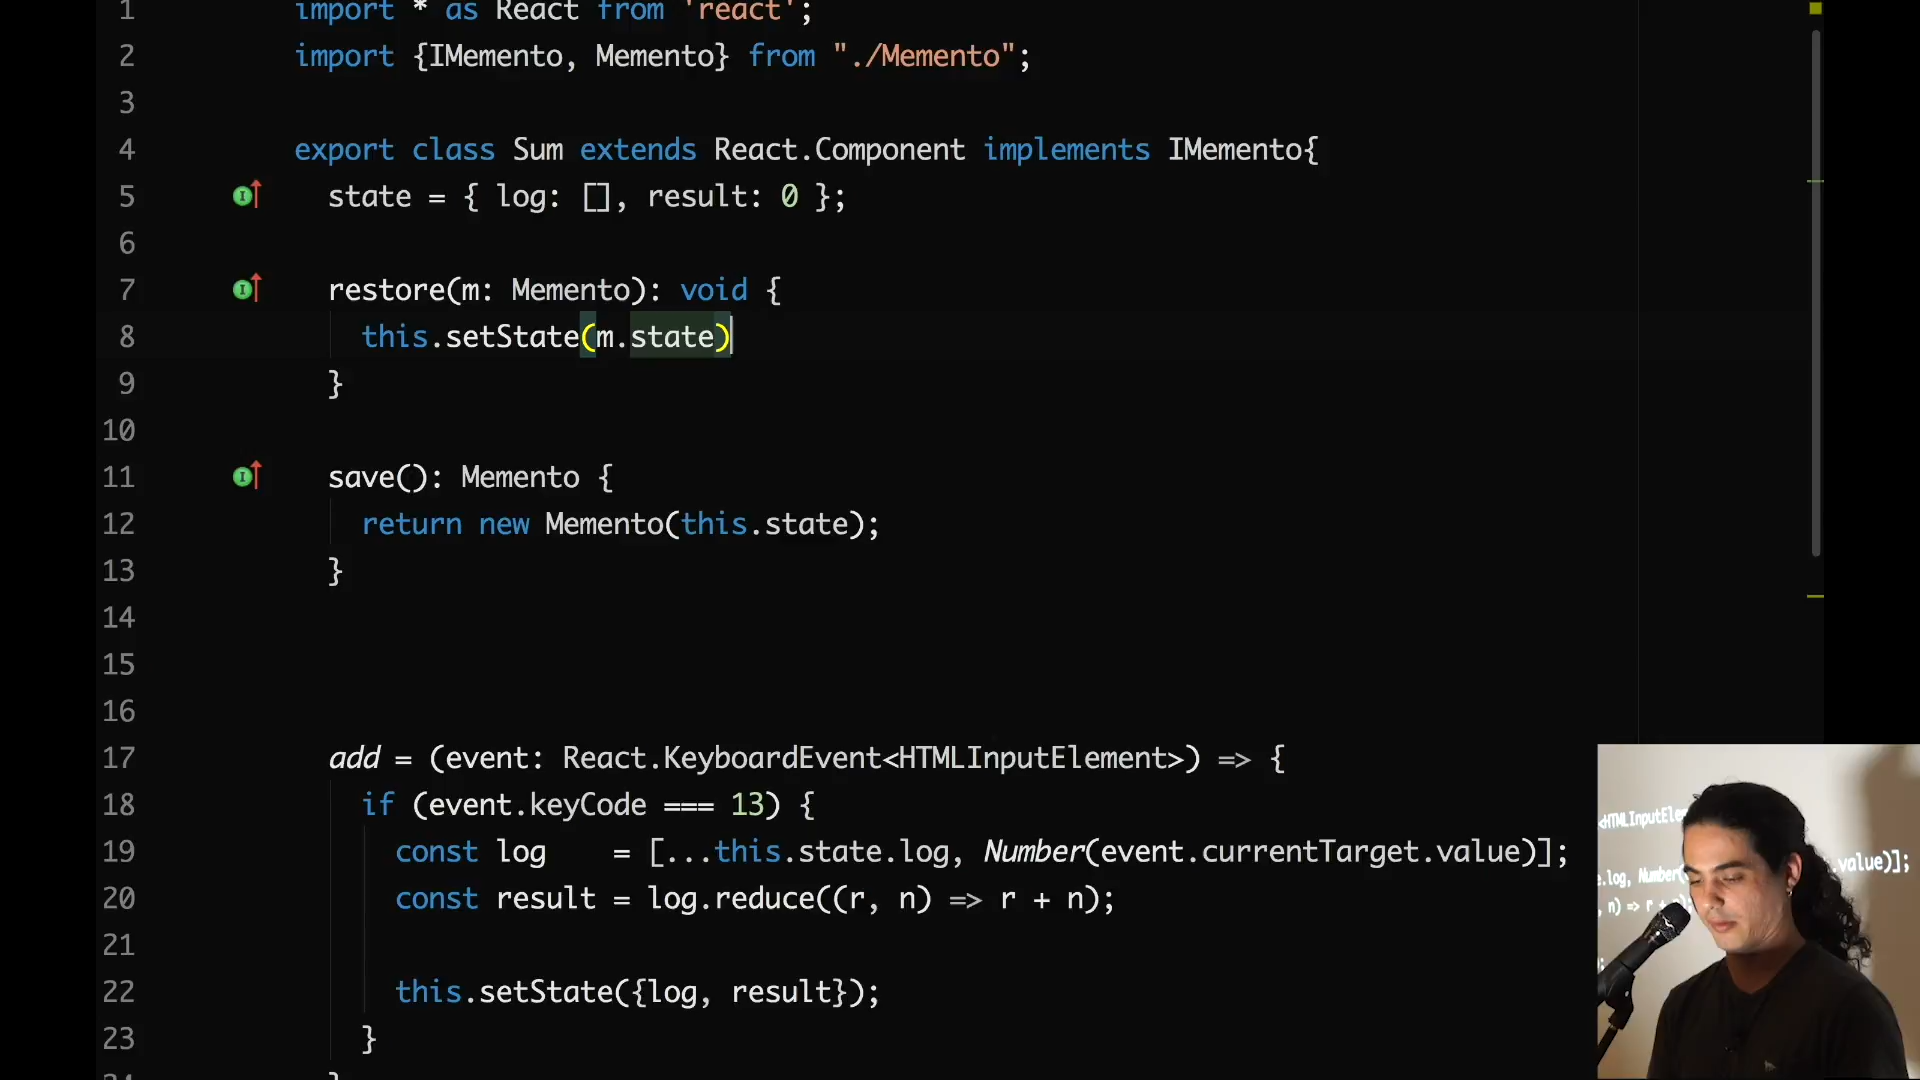 1 import * as React from 'react';
2 import {IMemento, Memento} from "./Memento";
3
4 export class Sum extends React.Component implements IMemento{
5 state = { log: [], result: 0 };
6
7 restore(m: Memento): void {
8 this.setState(m.state)
9 }
10
11 save(): Memento {
12 return new Memento(this.state);
13 }
14
15
16
17 add = (event: React.KeyboardEvent<HTMLInputElement>) => {
18 if (event.keyCode === 13) {
19 const log    = [...this.state.log, Number(event.currentTarget.value)];
20 const result = log.reduce((r, n) => r + n);
21
22 this.setState({log, result});
23 }